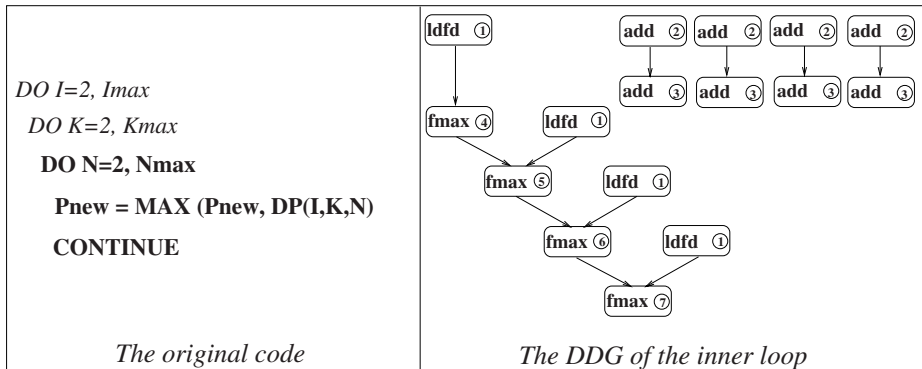 DO I=2, Imax
DO K=2, Kmax
DO N=2, Nmax
Pnew = MAX (Pnew, DP(I,K,N)
CONTINUE
The original code
ldfd ①
add ② add ② add ② add ②
add ③ add ③ add ③ add ③
fmax ④ ldfd ①
fmax ⑤ ldfd ①
fmax ⑥ ldfd ①
fmax ⑦
The DDG of the inner loop